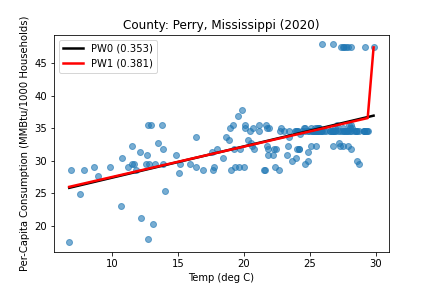 County: Perry, Mississippi (2020)
PW0 (0.353)
PW1 (0.381)
Per-Capita Consumption (MMBtu/1000 Households)
45
40
35
30
25
20
10
15
20
25
30
Temp (deg C)